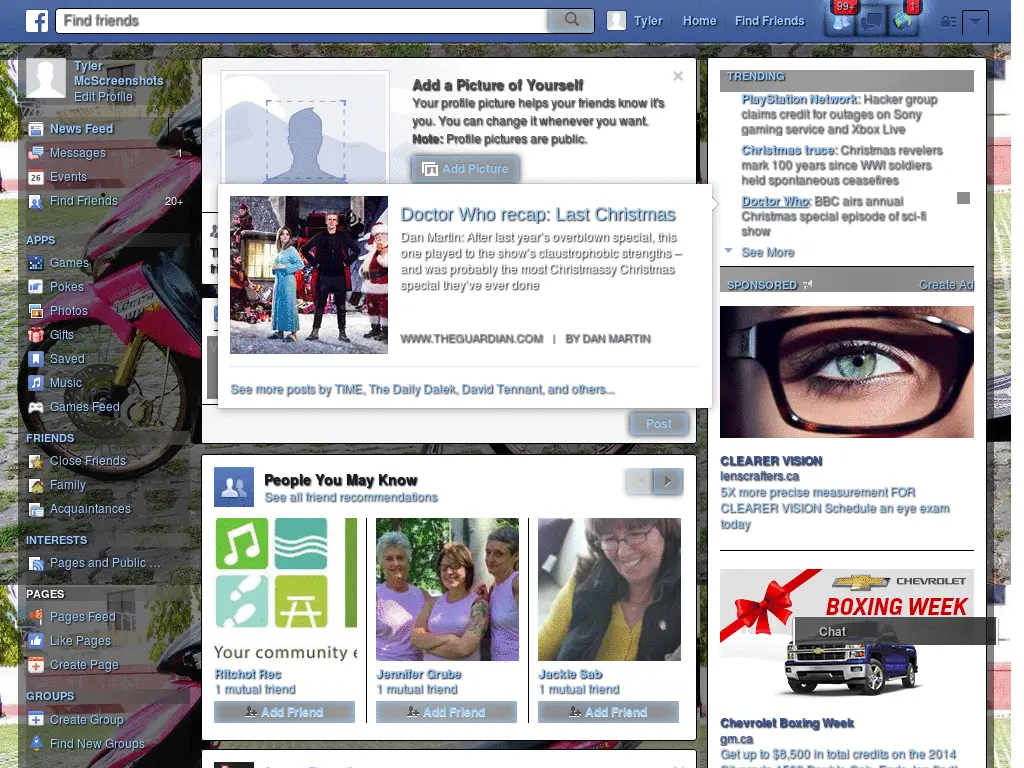 Find friends
Tyler
Home
Find Friends
99+
1
Tyler
McScreenshots
Edit Profile
News Feed
Messages
1
26
Events
Find Friends
20+
APPS
Games
Pokes
Photos
Gifts
Saved
Music
Games Feed
FRIENDS
Close Friends
Family
Acquaintances
INTERESTS
Pages and Public ...
PAGES
Pages Feed
Like Pages
Create Page
GROUPS
Create Group
Find New Groups
Add a Picture of Yourself
Your profile picture helps your friends know it's
you. You can change it whenever you want.
Note: Profile pictures are public.
Add Picture
Doctor Who recap: Last Christmas
Dan Martin: After last year's overblown special, this
one played to the show's claustrophobic strengths –
and was probably the most Christmassy Christmas
special they've ever done
WWW.THEGUARDIAN.COM | BY DAN MARTIN
See more posts by TIME, The Daily Dalek, David Tennant, and others...
Post
People You May Know
See all friend recommendations
Your community
Ritchot Rec
1 mutual friend
Add Friend
Jennifer Grube
1 mutual friend
Add Friend
Jackie Sab
1 mutual friend
Add Friend
TRENDING
PlayStation Network: Hacker group
claims credit for outages on Sony
gaming service and Xbox Live
Christmas truce: Christmas revelers
mark 100 years since WWI soldiers
held spontaneous ceasefires
Doctor Who: BBC airs annual
Christmas special episode of sci-fi
show
See More
SPONSORED
Create Ad
CLEARER VISION
lenscrafters.ca
5X more precise measurement FOR
CLEARER VISION Schedule an eye exam
today
CHEVROLET
BOXING WEEK
Chat
Chevrolet Boxing Week
gm.ca
Get up to $8,500 in total credits on the 2014